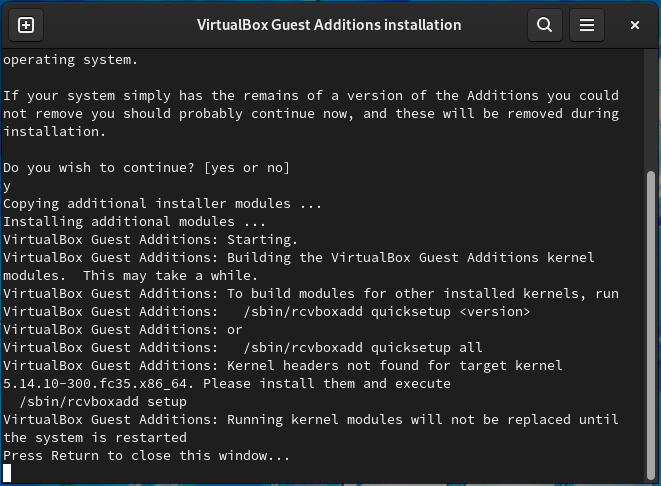 VirtualBox Guest Additions installation
operating system.
If your system simply has the remains of a version of the Additions you could
not remove you should probably continue now, and these will be removed during
installation.
Do you wish to continue? [yes or no]
y
Copying additional installer modules ...
Installing additional modules ...
VirtualBox Guest Additions: Starting.
VirtualBox Guest Additions: Building the VirtualBox Guest Additions kernel
modules.  This may take a while.
VirtualBox Guest Additions: To build modules for other installed kernels, run
VirtualBox Guest Additions:   /sbin/rcvboxadd quicksetup <version>
VirtualBox Guest Additions: or
VirtualBox Guest Additions:   /sbin/rcvboxadd quicksetup all
VirtualBox Guest Additions: Kernel headers not found for target kernel
5.14.10-300.fc35.x86_64. Please install them and execute
  /sbin/rcvboxadd setup
VirtualBox Guest Additions: Running kernel modules will not be replaced until
the system is restarted
Press Return to close this window...